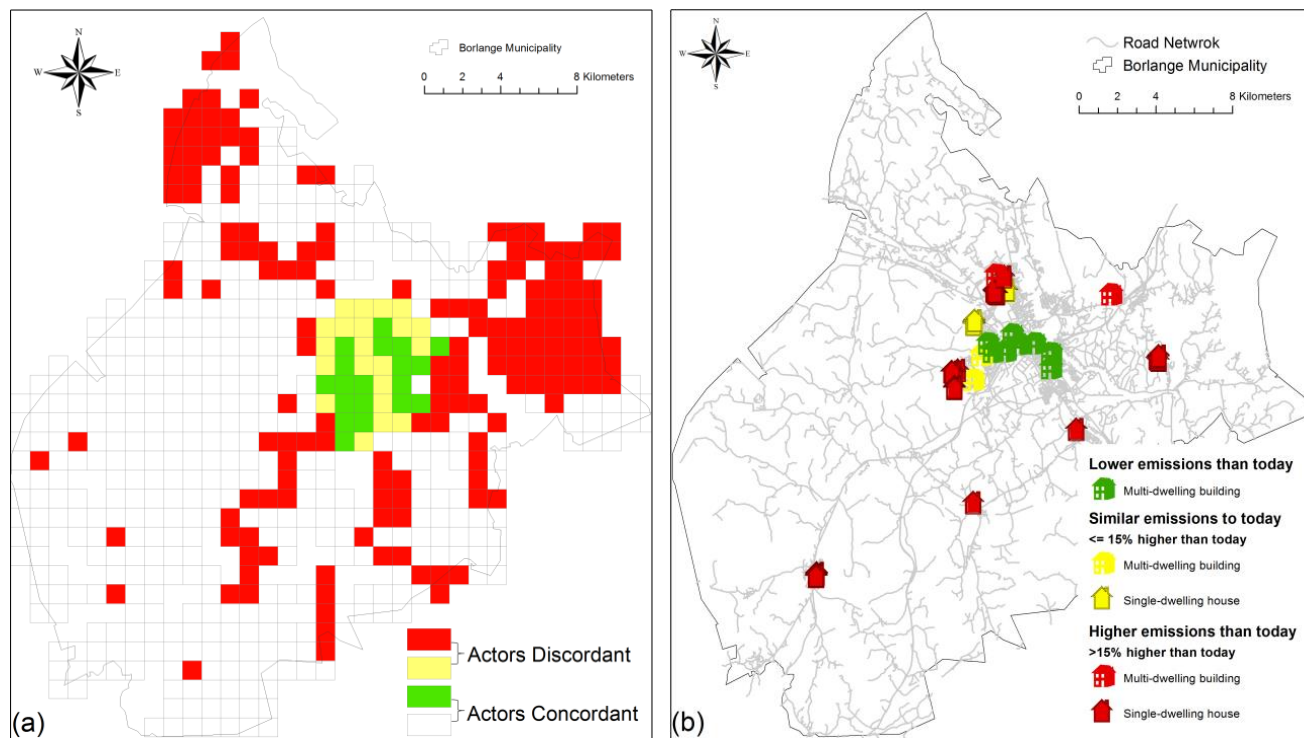 N
W E
S
Borlange Municipality
0 2 4 8 Kilometers
Actors Discordant
Actors Concordant
(a)
N
W E
S
Road Netwrok
Borlange Municipality
0 2 4 8 Kilometers
Lower emissions than today
Multi-dwelling building
Similar emissions to today
<= 15% higher than today
Multi-dwelling building
Single-dwelling house
Higher emissions than today
>15% higher than today
Multi-dwelling building
Single-dwelling house
(b)